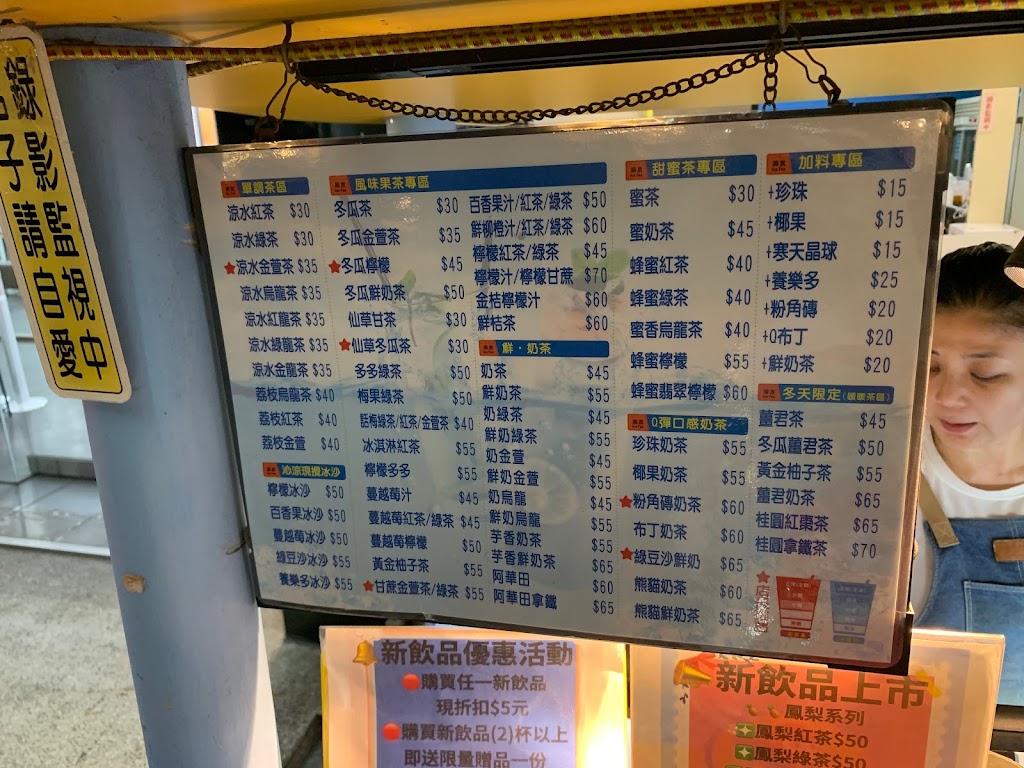 錄影監視中
子請自愛
單調茶區
涼水紅茶 $30
涼水綠茶 $30
★涼水金萱茶 $35
涼水烏龍茶 $35
涼水紅龍茶 $35
涼水綠龍茶 $35
涼水金龍茶 $35
荔枝烏龍茶 $40
荔枝紅茶 $40
荔枝金萱 $40
沁涼現攪冰沙
檸檬冰沙 $50
百香果冰沙 $50
蔓越莓冰沙 $50
綠豆沙冰沙 $55
養樂多冰沙 $55
風味果茶專區
冬瓜茶 $30
冬瓜金萱茶 $35
★冬瓜檸檬 $45
冬瓜鮮奶茶 $50
仙草甘茶 $30
★仙草冬瓜茶 $30
多多綠茶 $50
梅果綠茶 $50
話梅綠茶/紅茶/金萱茶 $40
冰淇淋紅茶 $55
檸檬多多 $55
蔓越莓汁 $45
蔓越莓紅茶/綠茶 $45
蔓越莓檸檬 $50
黃金柚子茶 $55
★甘蔗金萱茶/綠茶 $55
百香果汁/紅茶/綠茶 $50
鮮柳橙汁/紅茶/綠茶 $60
檸檬紅茶/綠茶 $45
檸檬汁/檸檬甘蔗 $70
金桔檸檬汁 $60
鮮桔茶 $60
鮮・奶茶
奶茶 $45
鮮奶茶 $55
奶綠茶 $45
鮮奶綠茶 $55
奶金萱 $45
鮮奶金萱 $55
奶烏龍 $45
鮮奶烏龍 $55
芋香奶茶 $55
芋香鮮奶茶 $65
阿華田 $60
阿華田拿鐵 $65
甜蜜茶專區
蜜茶 $30
蜜奶茶 $45
蜂蜜紅茶 $40
蜂蜜綠茶 $40
蜜香烏龍茶 $40
蜂蜜檸檬 $55
蜂蜜翡翠檸檬 $60
Q彈口感奶茶
珍珠奶茶 $55
椰果奶茶 $55
★粉角磚奶茶 $60
布丁奶茶 $60
★綠豆沙鮮奶 $65
熊貓奶茶 $60
熊貓鮮奶茶 $65
加料專區
+珍珠 $15
+椰果 $15
+寒天晶球 $15
+養樂多 $25
+粉角磚 $20
+Q布丁 $20
+鮮奶茶 $20
冬天限定(暖暖茶區)
薑君茶 $45
冬瓜薑君茶 $50
黃金柚子茶 $55
薑君奶茶 $65
桂圓紅棗茶 $65
桂圓拿鐵茶 $70
新飲品優惠活動
購買任一新飲品
現折扣$5元
購買新飲品(2)杯以上
即送限量贈品一份
新飲品上市
鳳梨系列
鳳梨紅茶$50
鳳梨綠茶$50